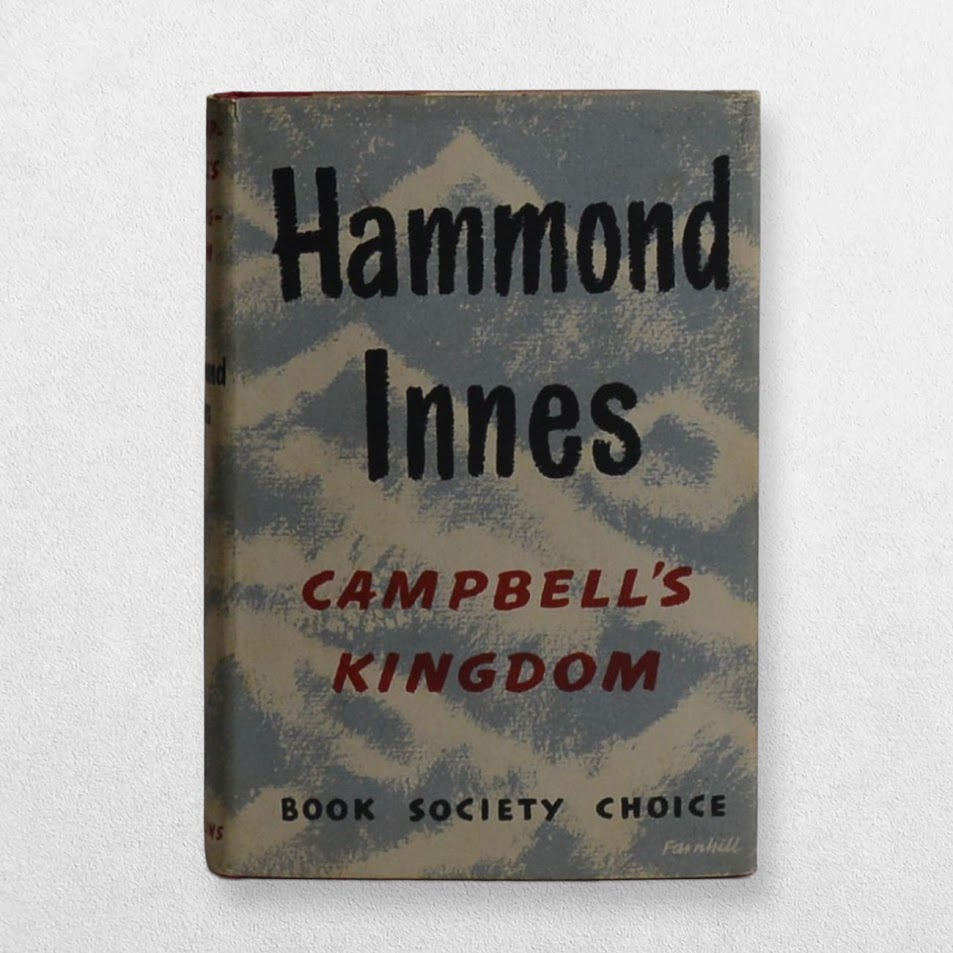 Hammond
Innes
CAMPBELL'S
KINGDOM
BOOK SOCIETY CHOICE
Farnhill